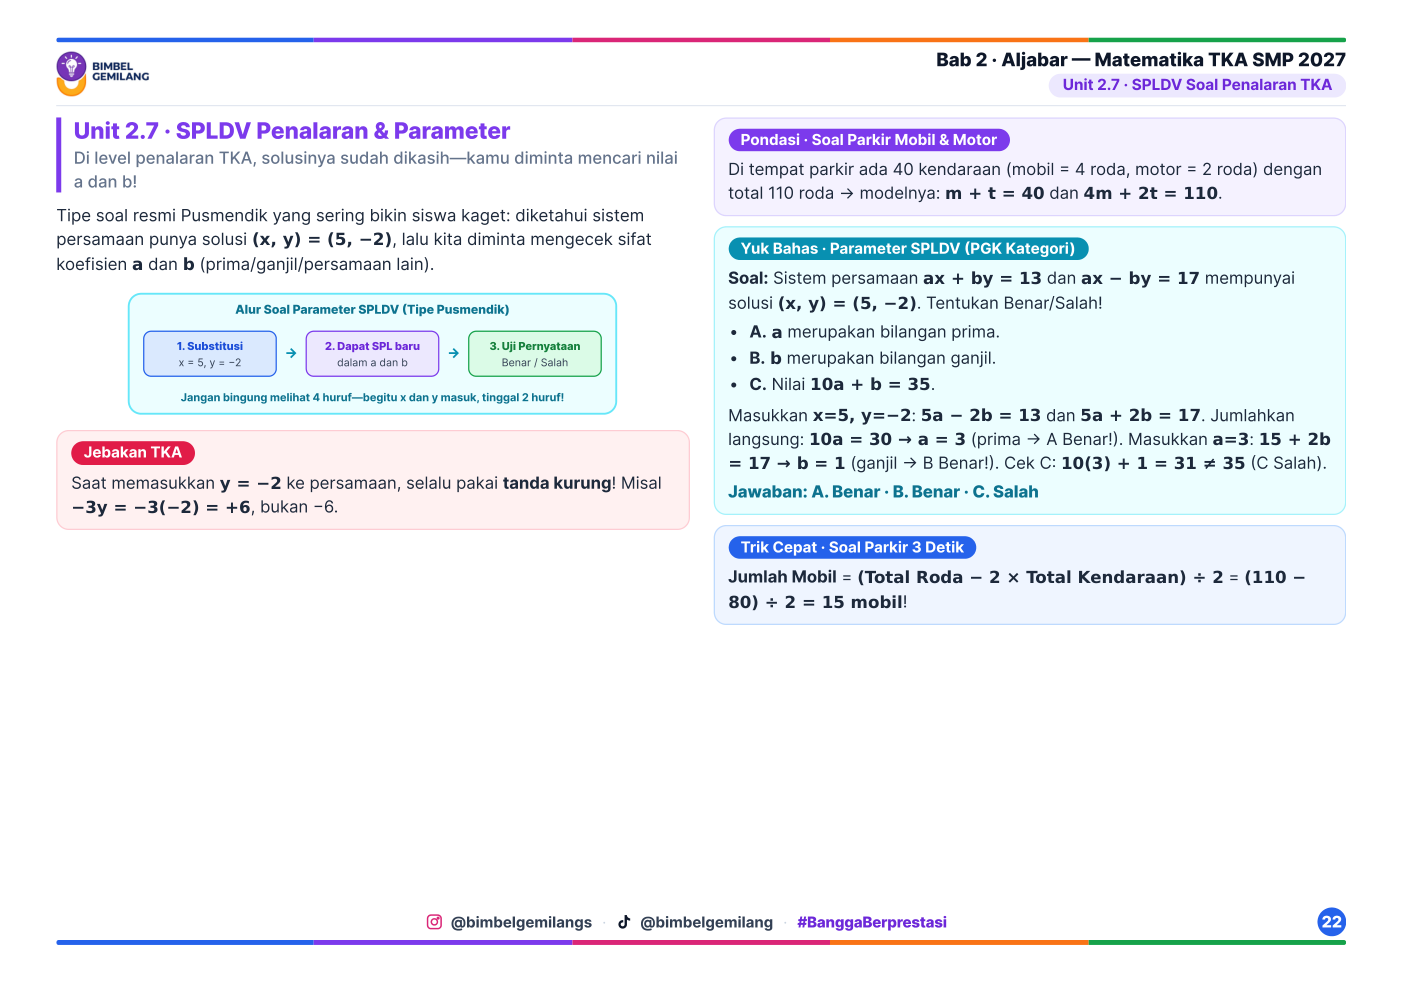 BIMBEL
GEMILANG
Bab 2 · Aljabar — Matematika TKA SMP 2027
Unit 2.7 · SPLDV Soal Penalaran TKA
Unit 2.7 · SPLDV Penalaran & Parameter
Di level penalaran TKA, solusinya sudah dikasih—kamu diminta mencari nilai
a dan b!
Tipe soal resmi Pusmendik yang sering bikin siswa kaget: diketahui sistem
persamaan punya solusi (x, y) = (5, −2), lalu kita diminta mengecek sifat
koefisien a dan b (prima/ganjil/persamaan lain).
Alur Soal Parameter SPLDV (Tipe Pusmendik)
1. Substitusi
x = 5, y = −2
→
2. Dapat SPL baru
dalam a dan b
→
3. Uji Pernyataan
Benar / Salah
Jangan bingung melihat 4 huruf—begitu x dan y masuk, tinggal 2 huruf!
Jebakan TKA
Saat memasukkan y = −2 ke persamaan, selalu pakai tanda kurung! Misal
−3y = −3(−2) = +6, bukan −6.
Pondasi · Soal Parkir Mobil & Motor
Di tempat parkir ada 40 kendaraan (mobil = 4 roda, motor = 2 roda) dengan
total 110 roda → modelnya: m + t = 40 dan 4m + 2t = 110.
Yuk Bahas · Parameter SPLDV (PGK Kategori)
Soal: Sistem persamaan ax + by = 13 dan ax − by = 17 mempunyai
solusi (x, y) = (5, −2). Tentukan Benar/Salah!
• A. a merupakan bilangan prima.
• B. b merupakan bilangan ganjil.
• C. Nilai 10a + b = 35.
Masukkan x=5, y=−2: 5a − 2b = 13 dan 5a + 2b = 17. Jumlahkan
langsung: 10a = 30 → a = 3 (prima → A Benar!). Masukkan a=3: 15 + 2b
= 17 → b = 1 (ganjil → B Benar!). Cek C: 10(3) + 1 = 31 ≠ 35 (C Salah).
Jawaban: A. Benar · B. Benar · C. Salah
Trik Cepat · Soal Parkir 3 Detik
Jumlah Mobil = (Total Roda − 2 × Total Kendaraan) ÷ 2 = (110 −
80) ÷ 2 = 15 mobil!
@bimbelgemilangs · @bimbelgemilang · #BanggaBerprestasi
22